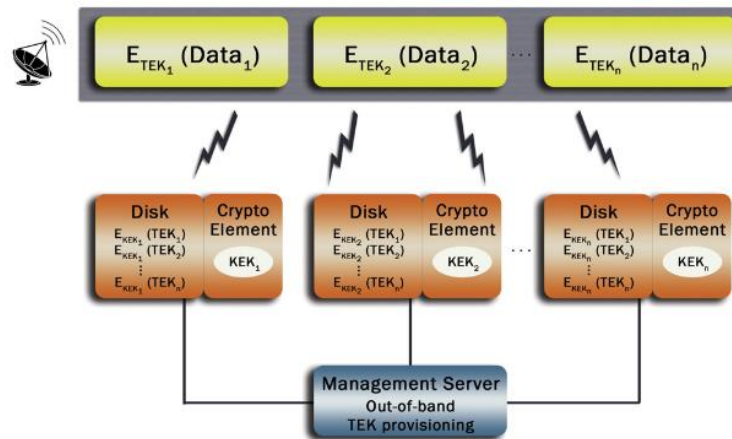 E_TEK₁ (Data₁) E_TEK₂ (Data₂) ... E_TEKₙ (Dataₙ)
Disk
E_KEK₁ (TEK₁)
E_KEK₁ (TEK₂)
⋮
E_KEK₁ (TEKₙ)
Crypto
Element
KEK₁
Disk
E_KEK₂ (TEK₁)
E_KEK₂ (TEK₂)
⋮
E_KEK₂ (TEKₙ)
Crypto
Element
KEK₂
...
Disk
E_KEKₙ (TEK₁)
E_KEKₙ (TEK₂)
⋮
E_KEKₙ (TEKₙ)
Crypto
Element
KEKₙ
Management Server
Out-of-band
TEK provisioning